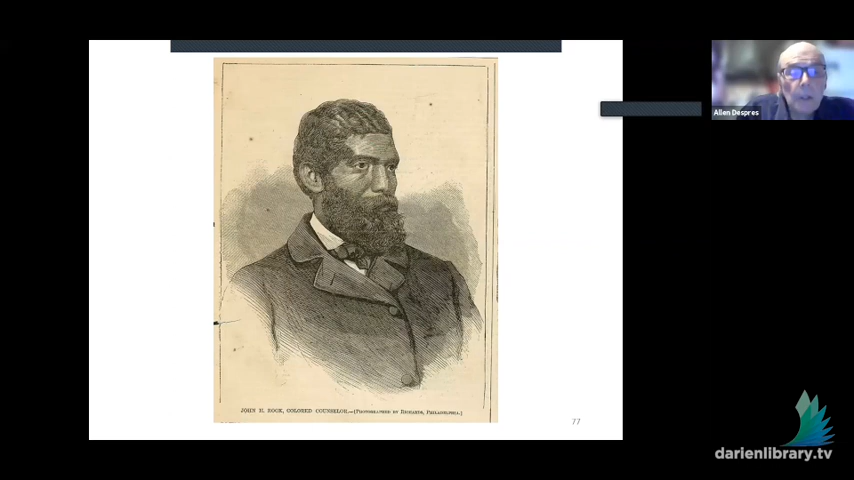 Allen Despres
JOHN R. ROCK, COLORED COUNSELOR.—[PHOTOGRAPHED BY RICHARDS, PHILADELPHIA.]
77
darienlibrary.tv